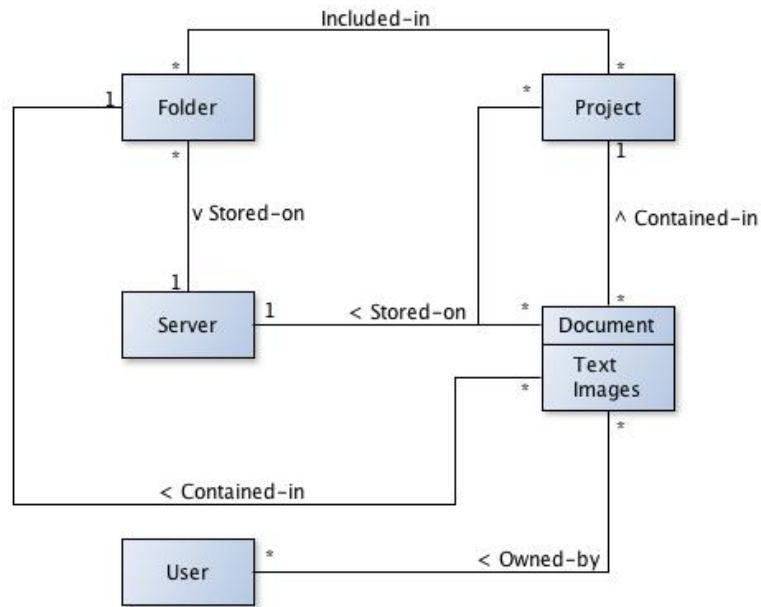 Included-in
*
*
1
Folder
*
Project
*
1
v Stored-on
^ Contained-in
1
*
Server
1
< Stored-on
*
Document
Text
Images
*
*
< Contained-in
User
*
< Owned-by